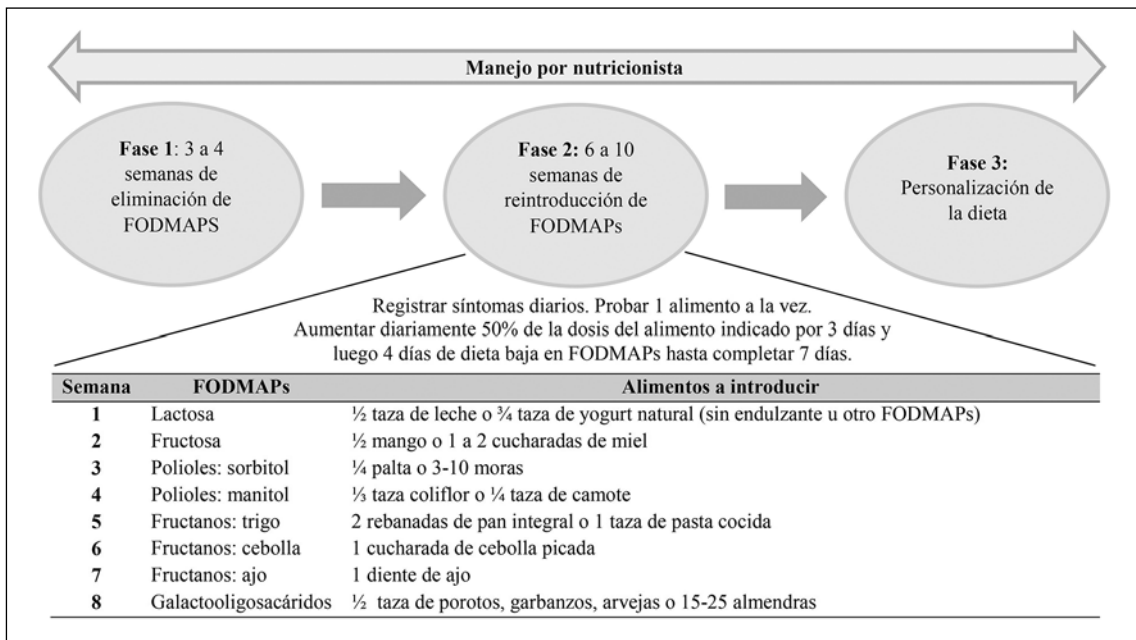 Manejo por nutricionista
Fase 1: 3 a 4
semanas de
eliminación de
FODMAPS
Fase 2: 6 a 10
semanas de
reintroducción de
FODMAPs
Fase 3:
Personalización de
la dieta
Registrar síntomas diarios. Probar 1 alimento a la vez.
Aumentar diariamente 50% de la dosis del alimento indicado por 3 días y
luego 4 días de dieta baja en FODMAPs hasta completar 7 días.
Semana FODMAPs Alimentos a introducir
1 Lactosa ½ taza de leche o ¾ taza de yogurt natural (sin endulzante u otro FODMAPs)
2 Fructosa ½ mango o 1 a 2 cucharadas de miel
3 Polioles: sorbitol ¼ palta o 3-10 moras
4 Polioles: manitol ⅓ taza coliflor o ¼ taza de camote
5 Fructanos: trigo 2 rebanadas de pan integral o 1 taza de pasta cocida
6 Fructanos: cebolla 1 cucharada de cebolla picada
7 Fructanos: ajo 1 diente de ajo
8 Galactooligosacáridos ½ taza de porotos, garbanzos, arvejas o 15-25 almendras